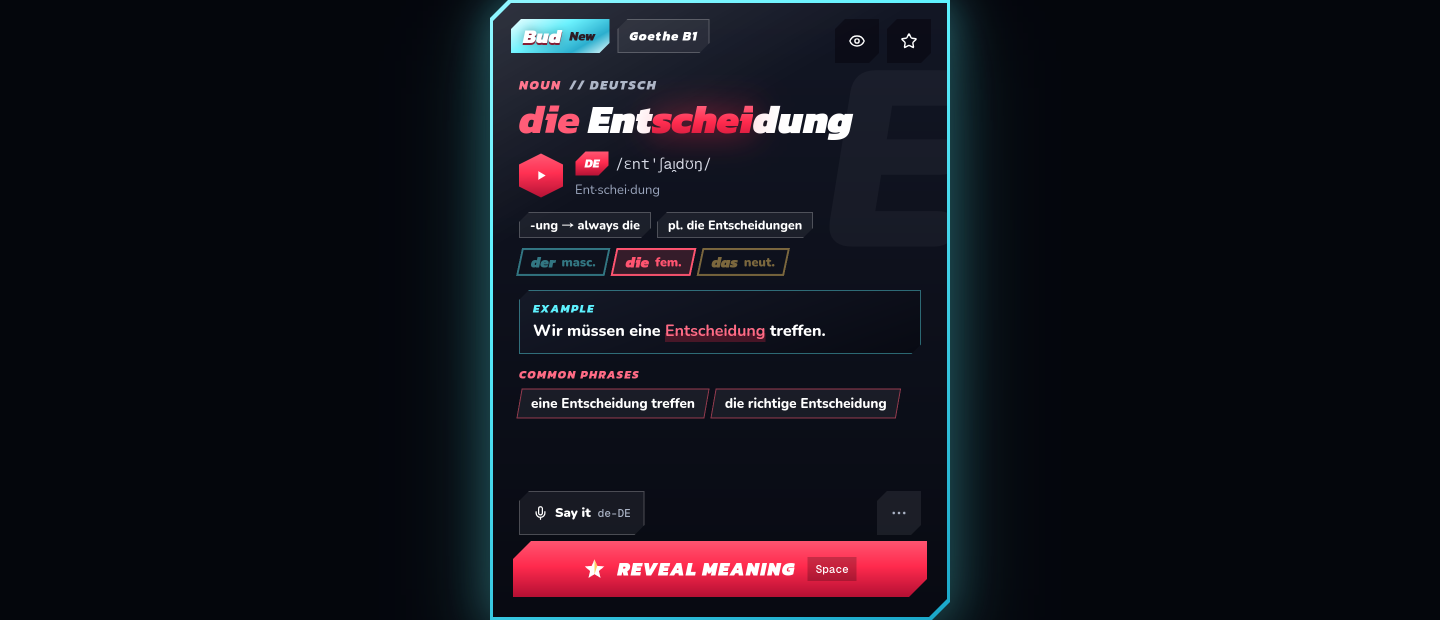 Bud New Goethe B1
NOUN // DEUTSCH
die Entscheidung
DE /ɛntˈʃaɪ̯dʊŋ/
Ent·schei·dung
-ung → always die pl. die Entscheidungen
der masc. die fem. das neut.
EXAMPLE
Wir müssen eine Entscheidung treffen.
COMMON PHRASES
eine Entscheidung treffen die richtige Entscheidung
Say it de-DE
REVEAL MEANING Space
E